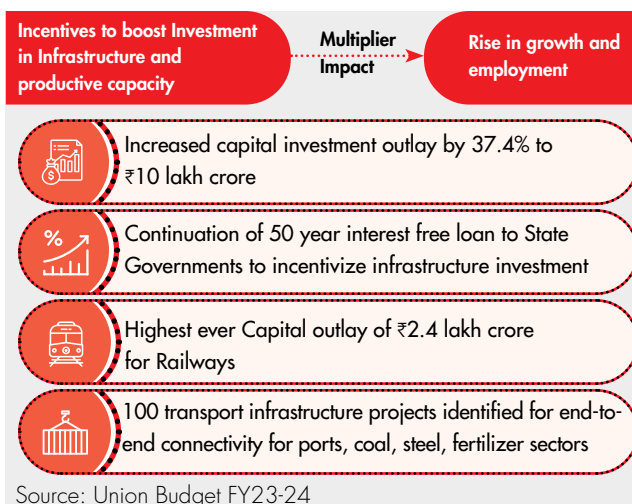 Incentives to boost Investment
in Infrastructure and
productive capacity
Multiplier
Impact
Rise in growth and
employment
Increased capital investment outlay by 37.4% to
₹10 lakh crore
%
Continuation of 50 year interest free loan to State
Governments to incentivize infrastructure investment
Highest ever Capital outlay of ₹2.4 lakh crore
for Railways
100 transport infrastructure projects identified for end-to-
end connectivity for ports, coal, steel, fertilizer sectors
Source: Union Budget FY23-24